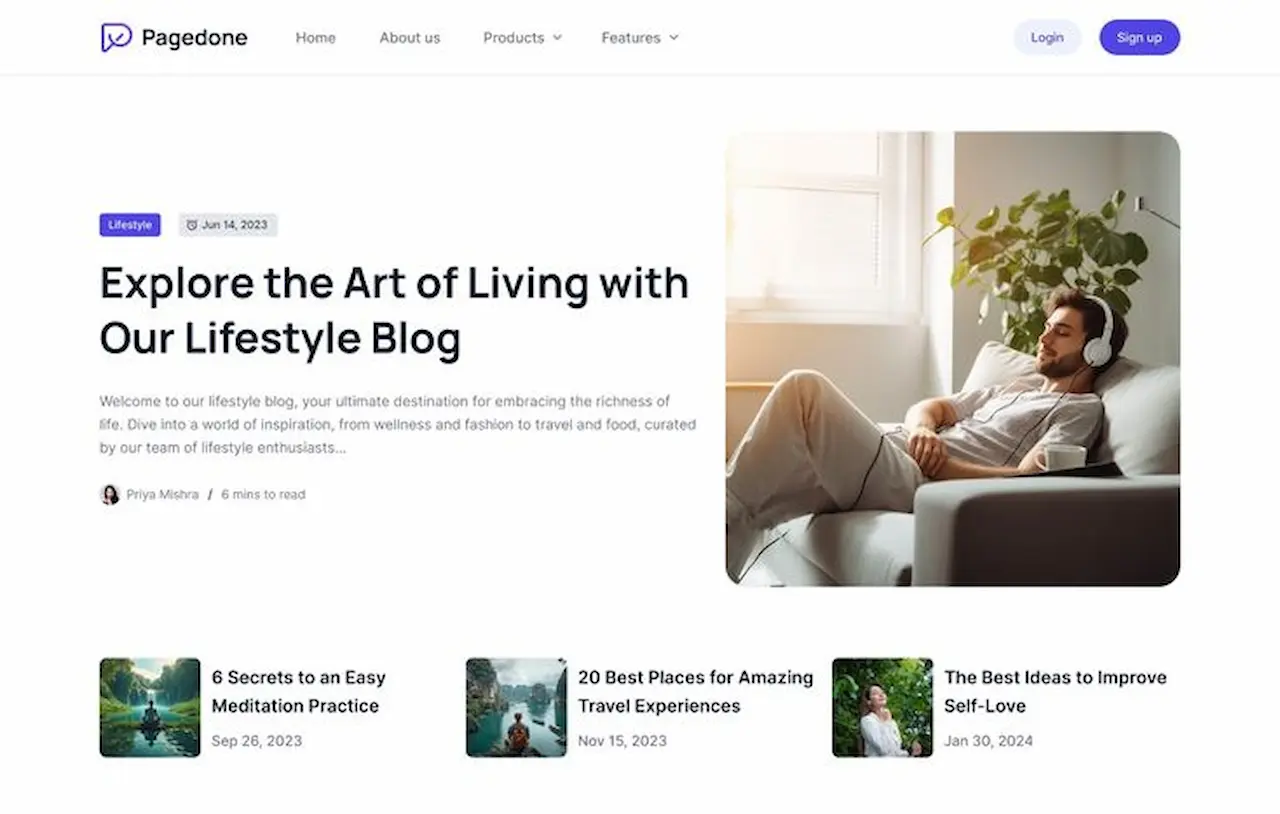 Pagedone
Home
About us
Products
Features
Login
Sign up
Lifestyle
Jun 14, 2023
Explore the Art of Living with
Our Lifestyle Blog
Welcome to our lifestyle blog, your ultimate destination for embracing the richness of
life. Dive into a world of inspiration, from wellness and fashion to travel and food, curated
by our team of lifestyle enthusiasts...
Priya Mishra / 6 mins to read
6 Secrets to an Easy
Meditation Practice
Sep 26, 2023
20 Best Places for Amazing
Travel Experiences
Nov 15, 2023
The Best Ideas to Improve
Self-Love
Jan 30, 2024